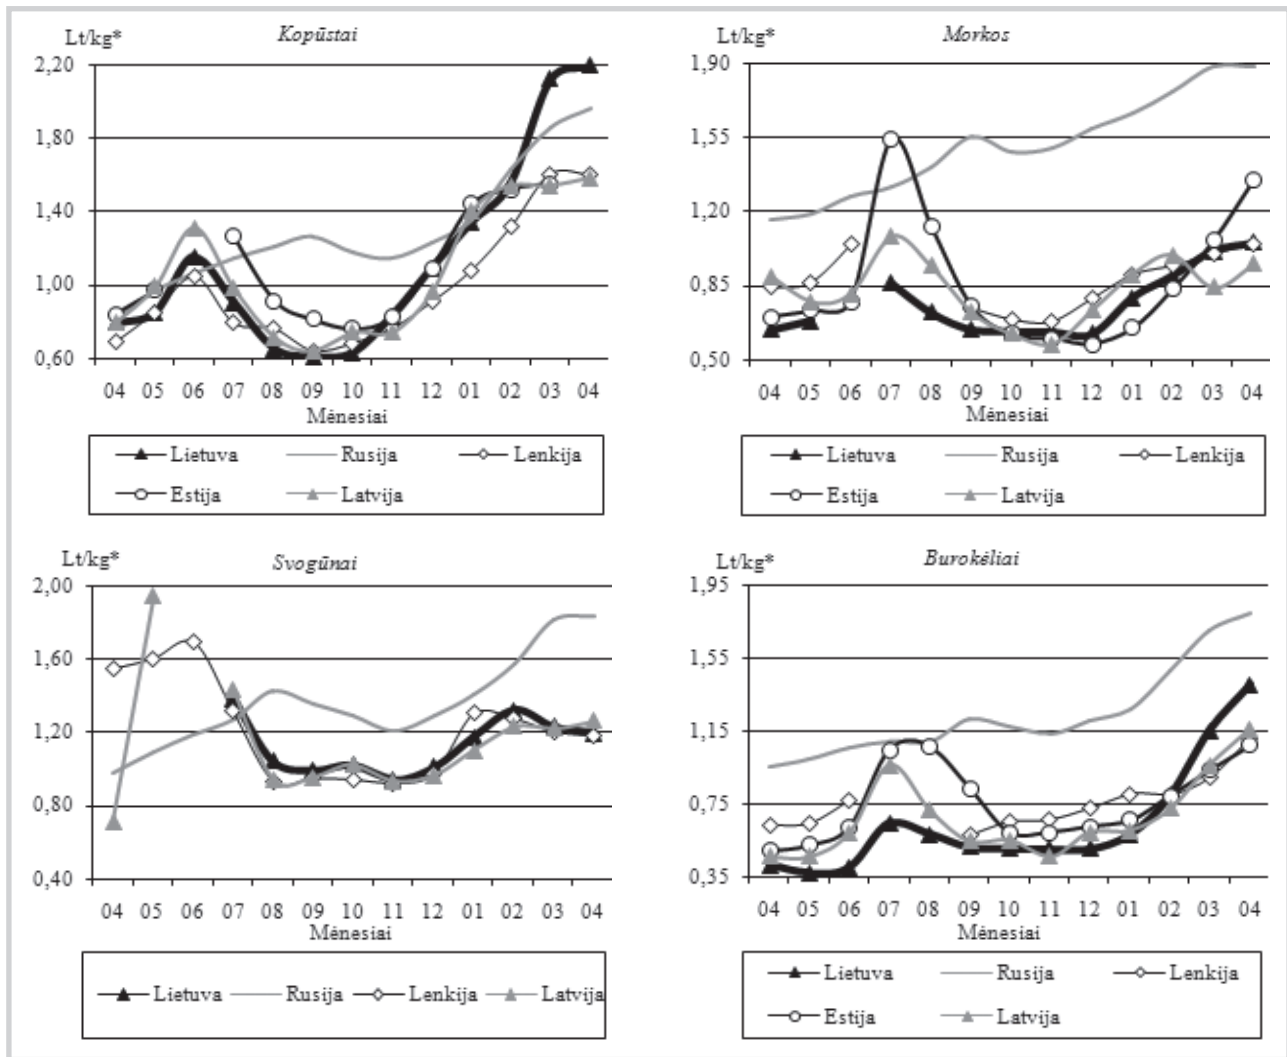 Lt/kg*
Kopūstai
2,20
1,80
1,40
1,00
0,60
04 05 06 07 08 09 10 11 12 01 02 03 04
Mėnesiai
Lietuva Rusija Lenkija
Estija Latvija
Lt/kg*
Morkos
1,90
1,55
1,20
0,85
0,50
04 05 06 07 08 09 10 11 12 01 02 03 04
Mėnesiai
Lietuva Rusija Lenkija
Estija Latvija
Lt/kg*
Svogūnai
2,00
1,60
1,20
0,80
0,40
04 05 06 07 08 09 10 11 12 01 02 03 04
Mėnesiai
Lietuva Rusija Lenkija Latvija
Lt/kg*
Burokėliai
1,95
1,55
1,15
0,75
0,35
04 05 06 07 08 09 10 11 12 01 02 03 04
Mėnesiai
Lietuva Rusija Lenkija
Estija Latvija